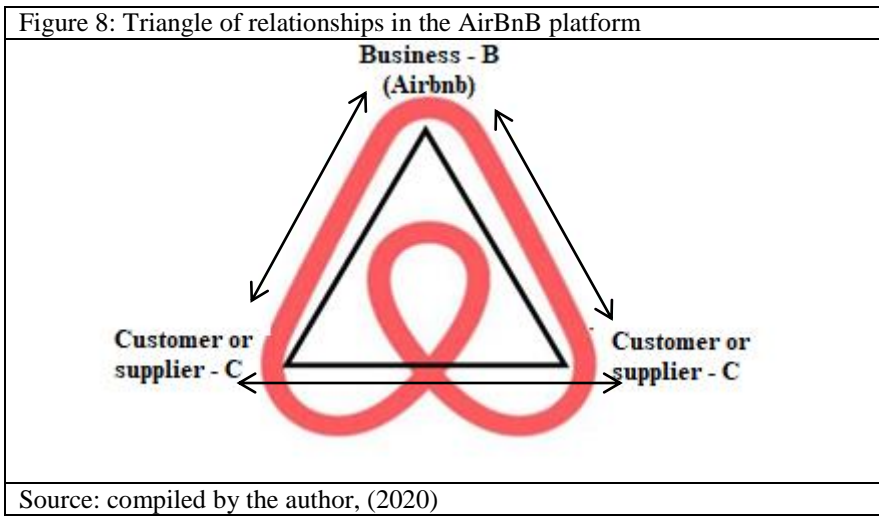 Figure 8: Triangle of relationships in the AirBnB platform
Business - B
(Airbnb)
Customer or
supplier - C
Customer or
supplier - C
Source: compiled by the author, (2020)